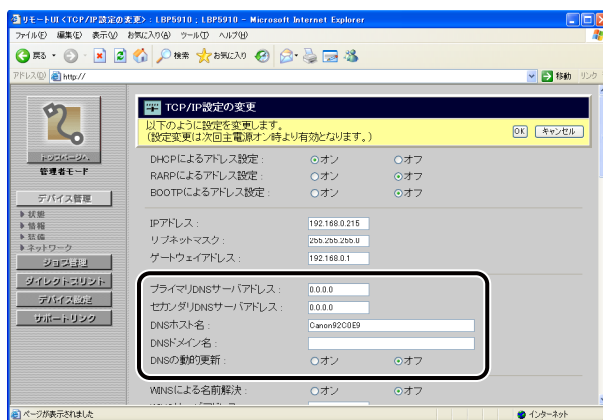 リモートUI <TCP/IP設定の変更> : LBP5910 ; LBP5910 - Microsoft Internet Explorer
ファイル(F) 編集(E) 表示(V) お気に入り(A) ツール(T) ヘルプ(H)
戻る 検索 お気に入り
アドレス(D) http:// 移動 リンク
TCP/IP設定の変更
以下のように設定を変更します。
(設定変更は次回主電源オン時より有効となります。)
OK キャンセル
トップページへ
管理者モード
デバイス管理
状態
情報
装備
ネットワーク
ジョブ管理
ダイレクトプリント
デバイス設定
サポートリンク
DHCPによるアドレス設定 : オン オフ
RARPによるアドレス設定 : オン オフ
BOOTPによるアドレス設定 : オン オフ
IPアドレス : 192.168.0.215
サブネットマスク : 255.255.255.0
ゲートウェイアドレス : 192.168.0.1
プライマリDNSサーバアドレス : 0.0.0.0
セカンダリDNSサーバアドレス : 0.0.0.0
DNSホスト名 : Canon92C0E9
DNSドメイン名 :
DNSの動的更新 : オン オフ
WINSによる名前解決 : オン オフ
ページが表示されました インターネット